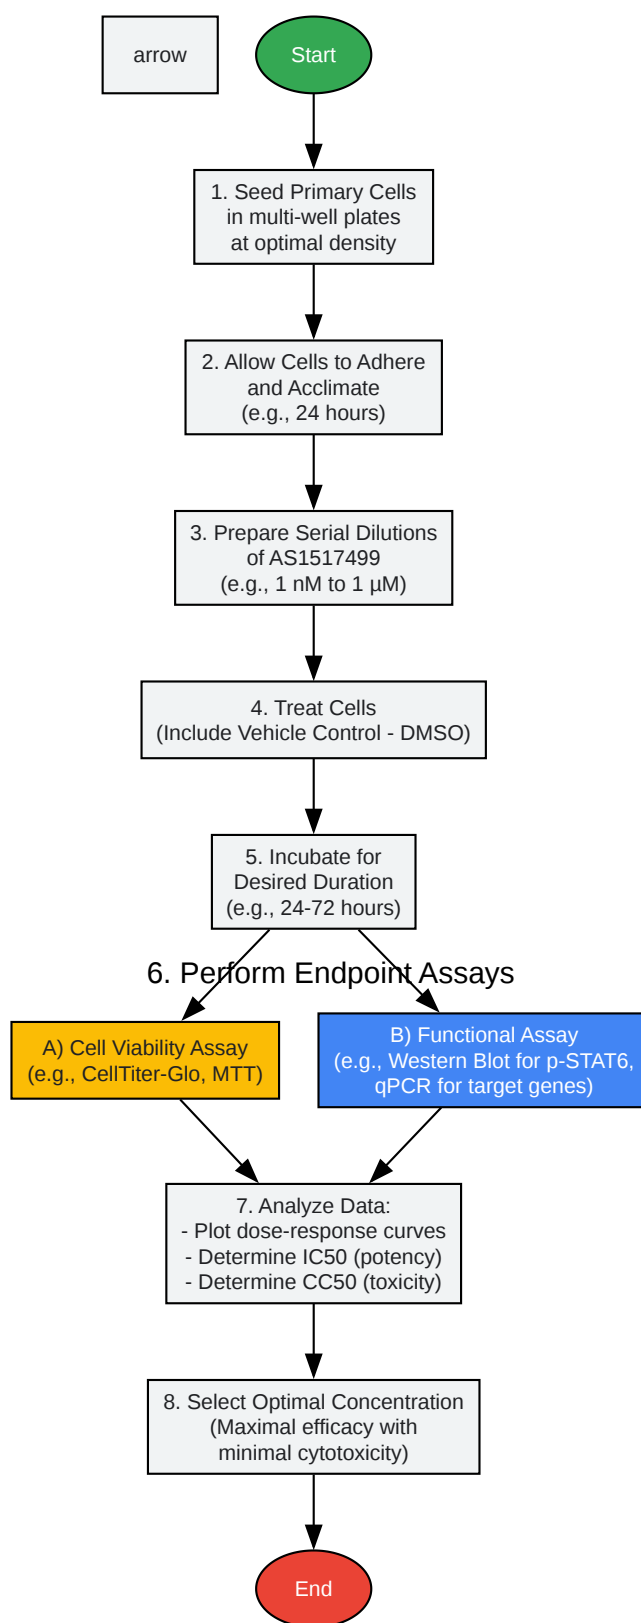 arrow
Start
1. Seed Primary Cells
in multi-well plates
at optimal density
2. Allow Cells to Adhere
and Acclimate
(e.g., 24 hours)
3. Prepare Serial Dilutions
of AS1517499
(e.g., 1 nM to 1 µM)
4. Treat Cells
(Include Vehicle Control - DMSO)
5. Incubate for
Desired Duration
(e.g., 24-72 hours)
6. Perform Endpoint Assays
A) Cell Viability Assay
(e.g., CellTiter-Glo, MTT)
B) Functional Assay
(e.g., Western Blot for p-STAT6,
qPCR for target genes)
7. Analyze Data:
- Plot dose-response curves
- Determine IC50 (potency)
- Determine CC50 (toxicity)
8. Select Optimal Concentration
(Maximal efficacy with
minimal cytotoxicity)
End